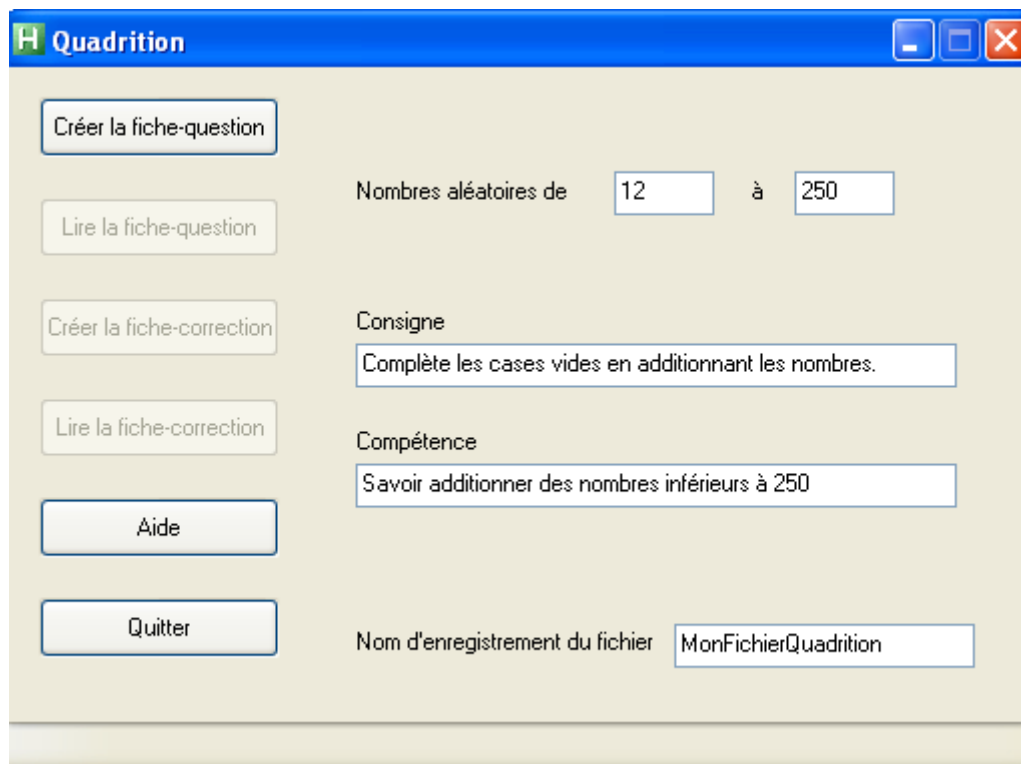 H Quadrition
Créer la fiche-question
Nombres aléatoires de 12 à 250
Lire la fiche-question
Créer la fiche-correction
Consigne
Complète les cases vides en additionnant les nombres.
Lire la fiche-correction
Compétence
Savoir additionner des nombres inférieurs à 250
Aide
Quitter
Nom d'enregistrement du fichier MonFichierQuadrition